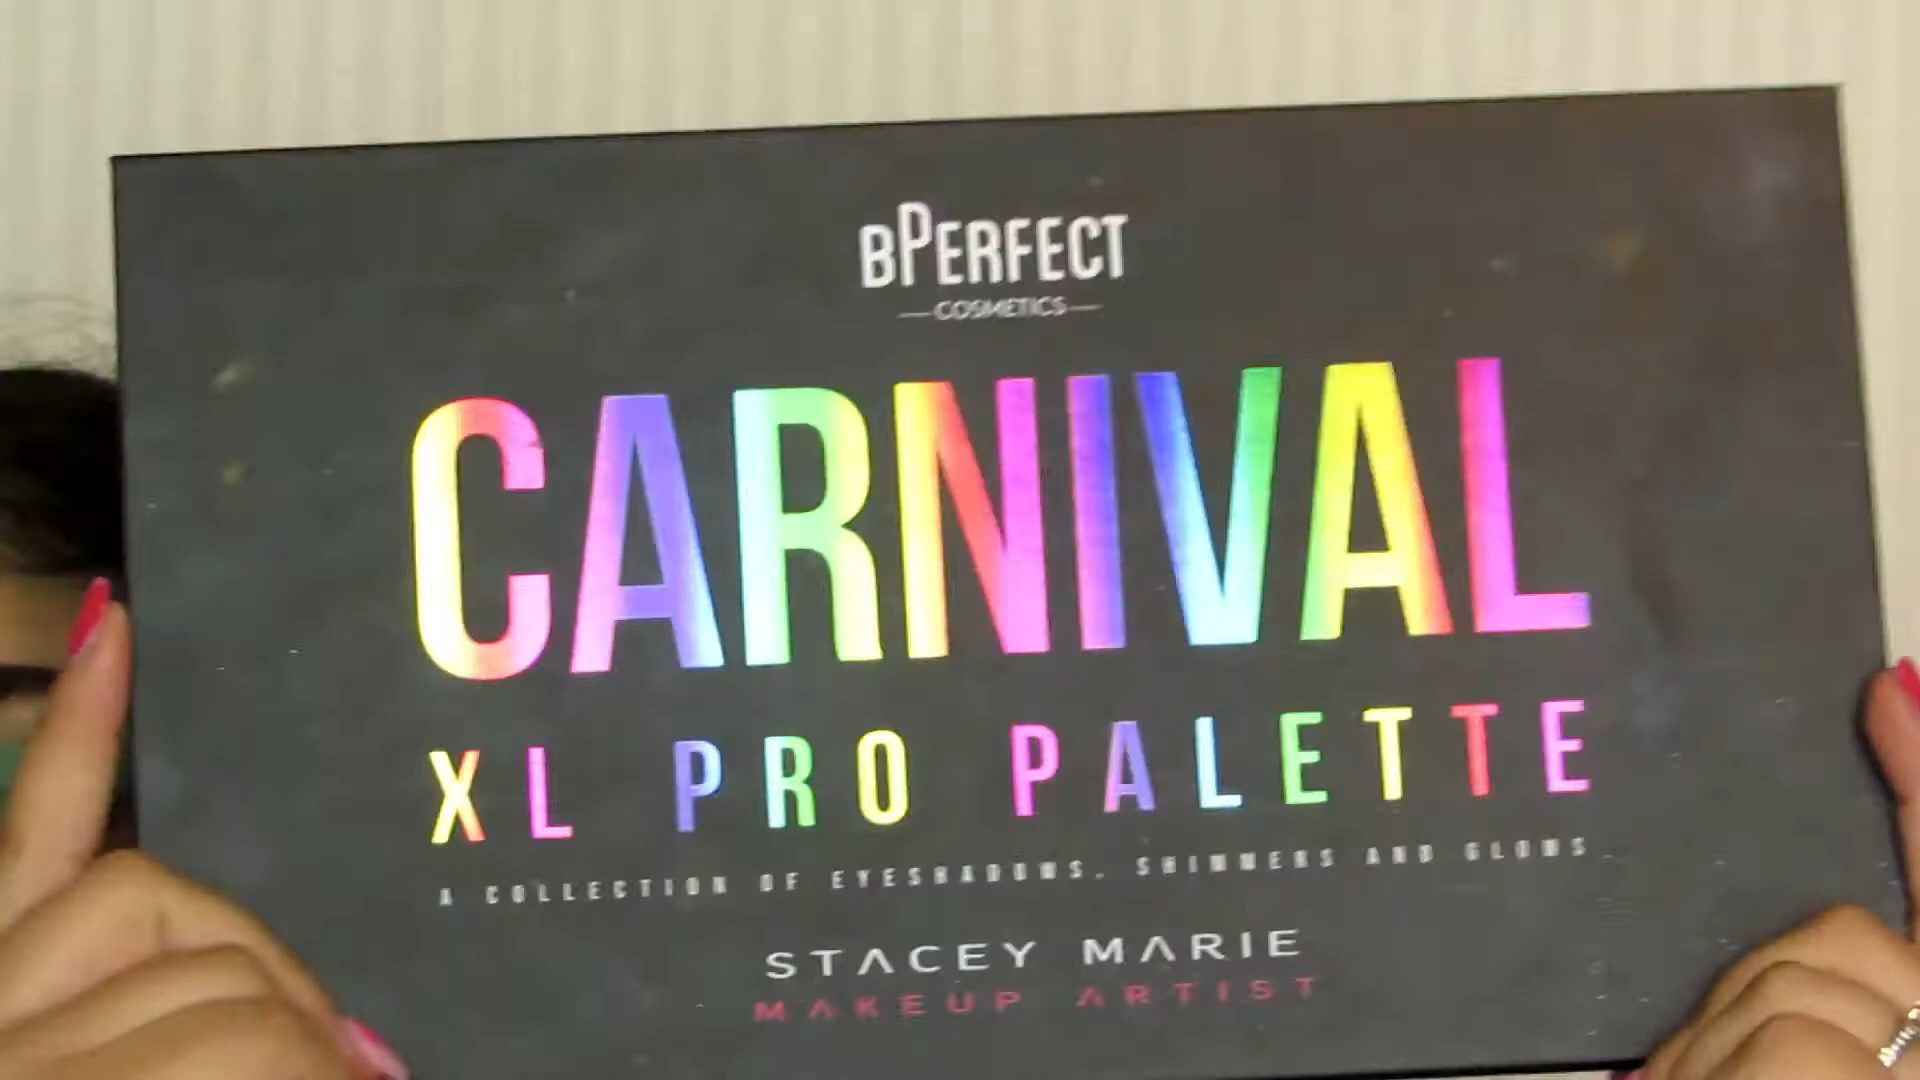 BPERFECT
COSMETICS
CARNIVAL
XL PRO PALETTE
A COLLECTION OF EYESHADOWS, SHIMMERS AND GLOWS
STACEY MARIE
MAKEUP ARTIST